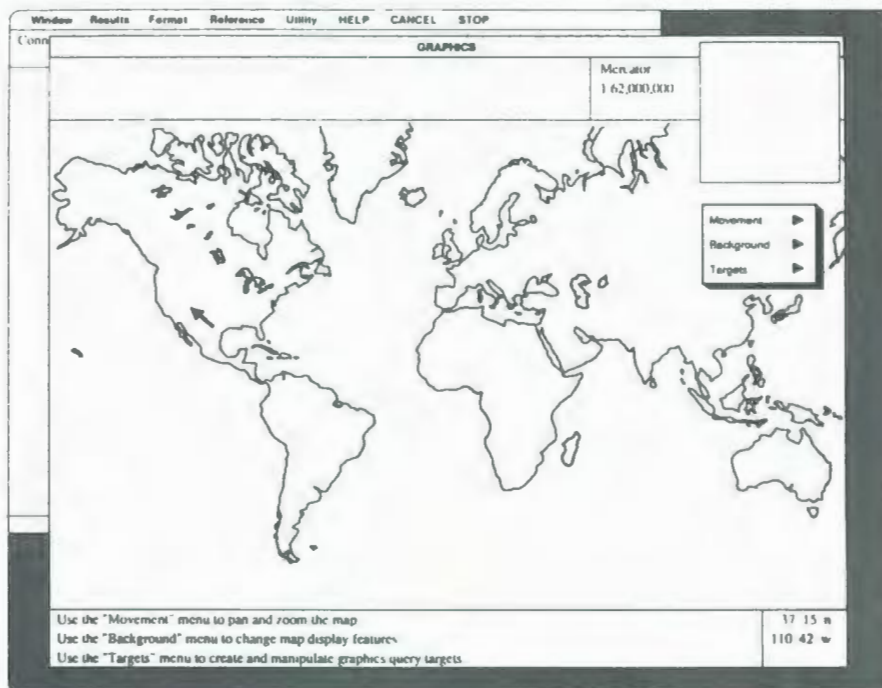 Window Results Format Reference Utility HELP CANCEL STOP
Conn
GRAPHICS
Mercator
1 62,000,000
Movement
Background
Targets
Use the "Movement" menu to pan and zoom the map
Use the "Background" menu to change map display features
Use the "Targets" menu to create and manipulate graphics query targets
37 15 n
110 42 w